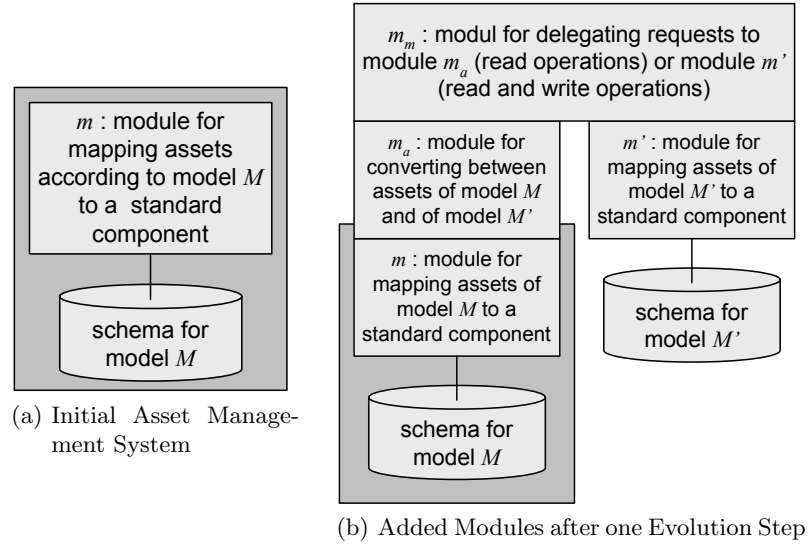 m : module for
mapping assets
according to model M
to a standard
component
schema for
model M
(a) Initial Asset Manage-
ment System
mm : modul for delegating requests to
module ma (read operations) or module m’
(read and write operations)
ma : module for
converting between
assets of model M
and of model M’
m’ : module for
mapping assets of
model M’ to a
standard component
m : module for
mapping assets of
model M to a
standard component
schema for
model M’
schema for
model M
(b) Added Modules after one Evolution Step